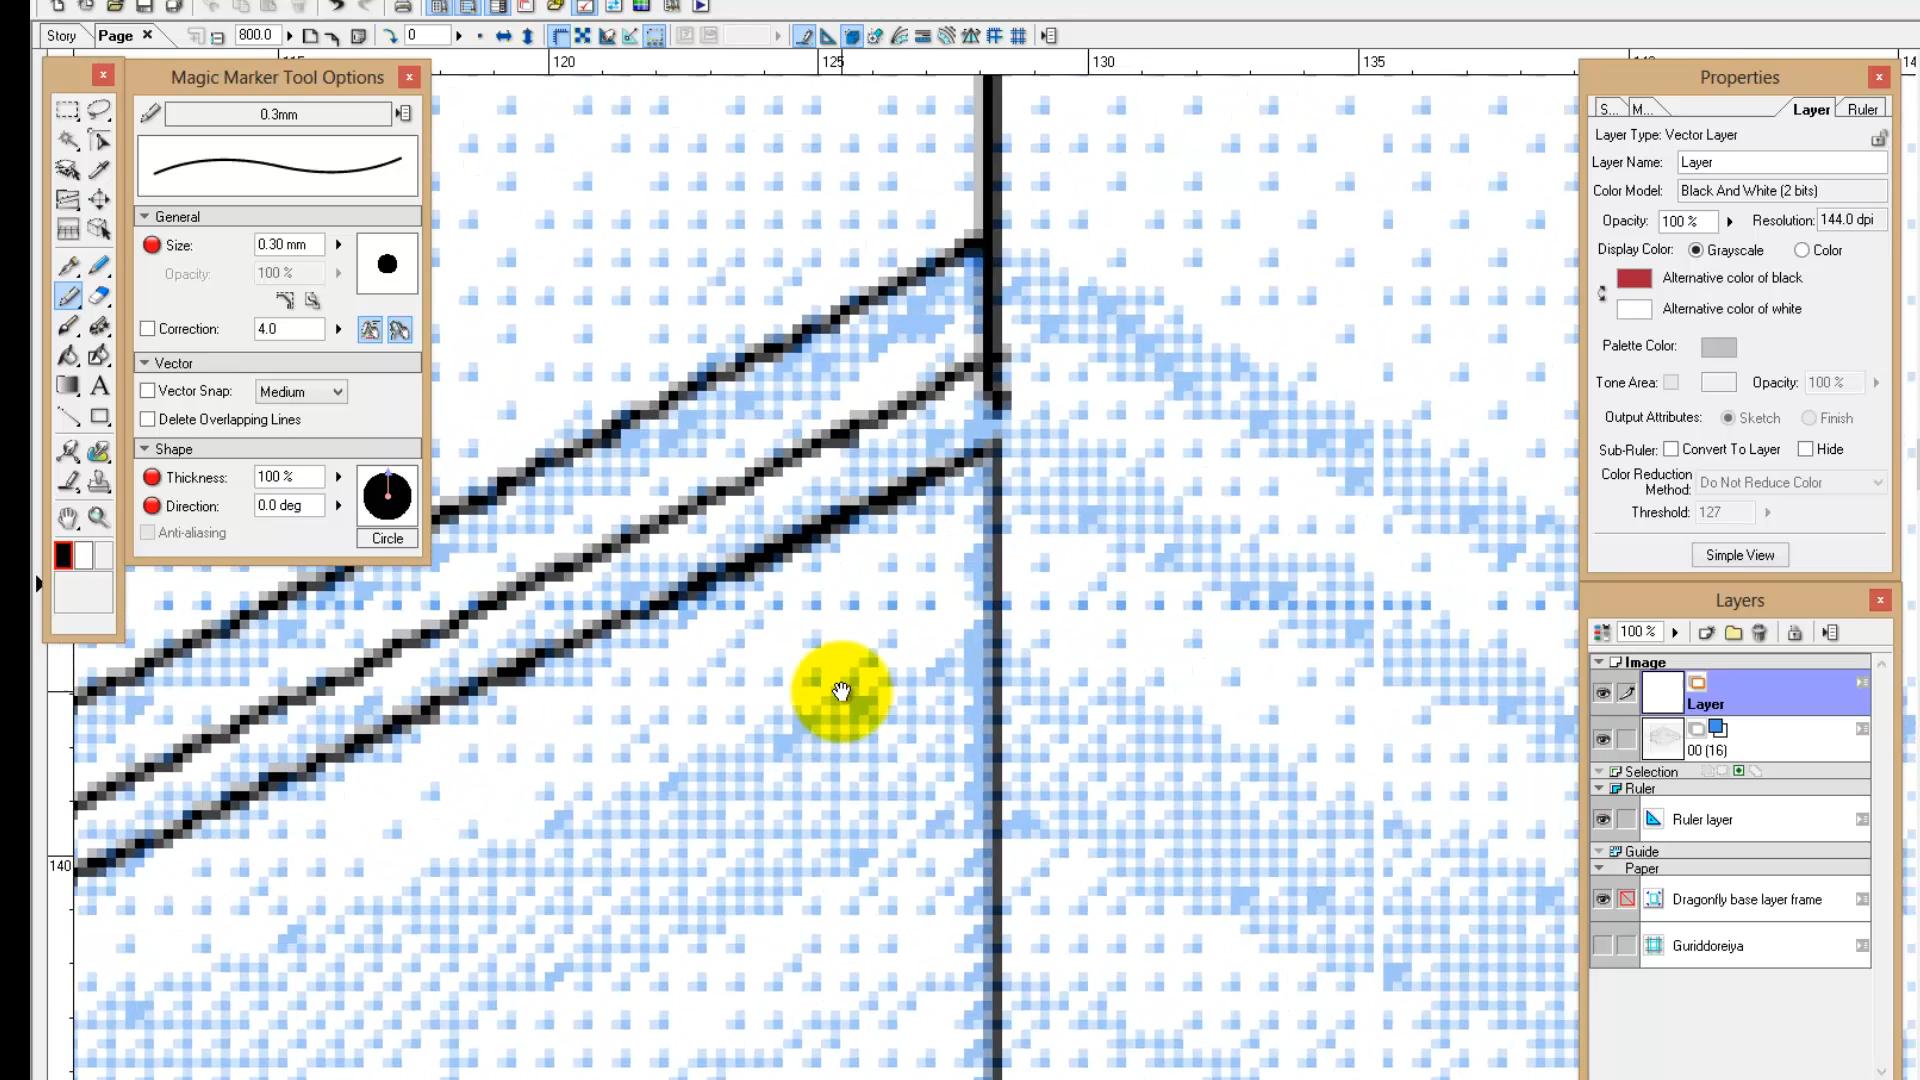 Story
Page
800.0
0
115
120
125
130
135
140
Magic Marker Tool Options
0.3mm
General
Size:
0.30 mm
Opacity:
100 %
Correction:
4.0
Vector
Vector Snap:
Medium
Delete Overlapping Lines
Shape
Thickness:
100 %
Direction:
0.0 deg
Anti-aliasing
Circle
A
140
Properties
S...
M...
Layer
Ruler
Layer Type: Vector Layer
Layer Name:
Layer
Color Model:
Black And White (2 bits)
Opacity:
100 %
Resolution:
144.0 dpi
Display Color:
Grayscale
Color
Alternative color of black
Alternative color of white
Palette Color:
Tone Area:
Opacity:
100 %
Output Attributes:
Sketch
Finish
Sub-Ruler:
Convert To Layer
Hide
Color Reduction
Method:
Do Not Reduce Color
Threshold:
127
Simple View
Layers
100 %
Image
Layer
00 (16)
Selection
Ruler
Ruler layer
Guide
Paper
Dragonfly base layer frame
Guriddoreiya